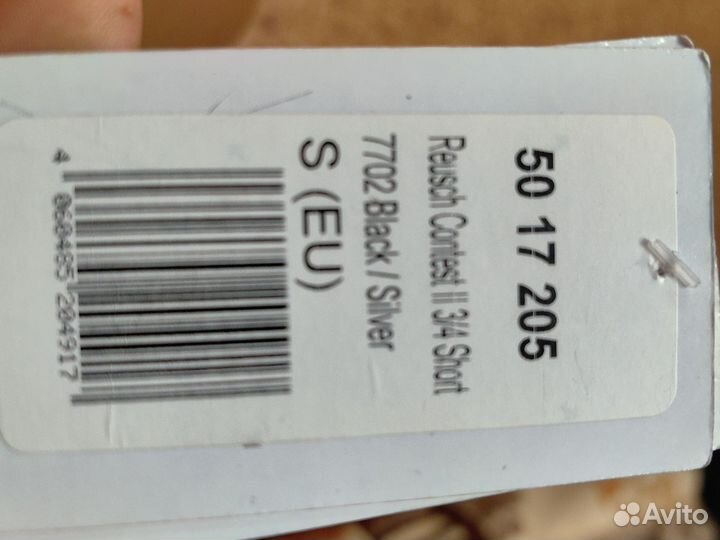 50 17 205
Reusch Contest II 3/4 Short
7702 Black / Silver
S (EU)
4 060485 204917
Avito